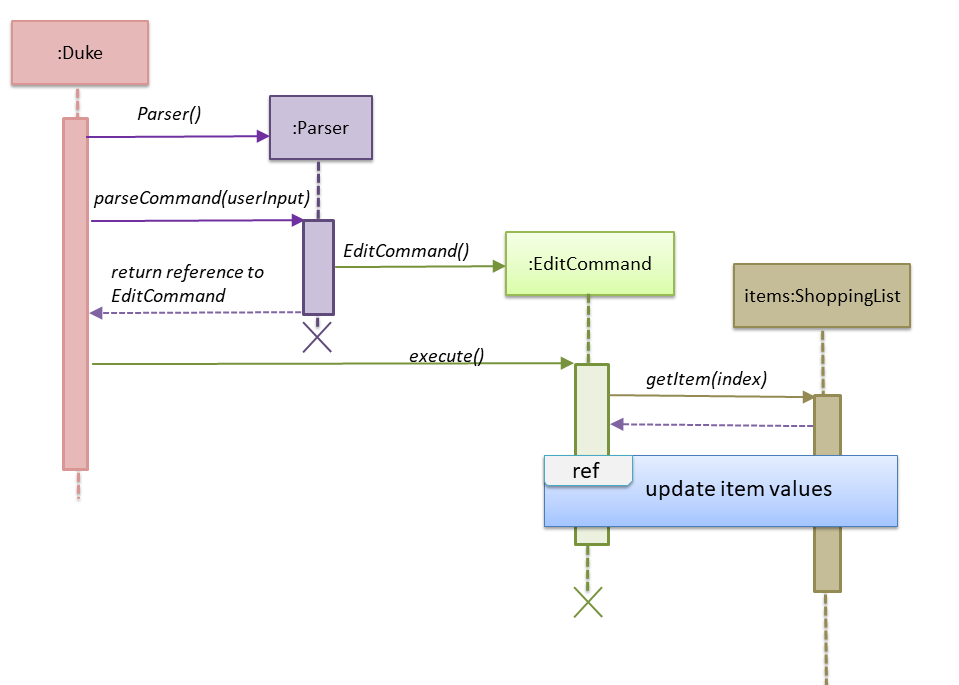 :Duke
Parser()
:Parser
parseCommand(userInput)
EditCommand()
:EditCommand
return reference to
EditCommand
items:ShoppingList
execute()
getItem(index)
ref
update item values